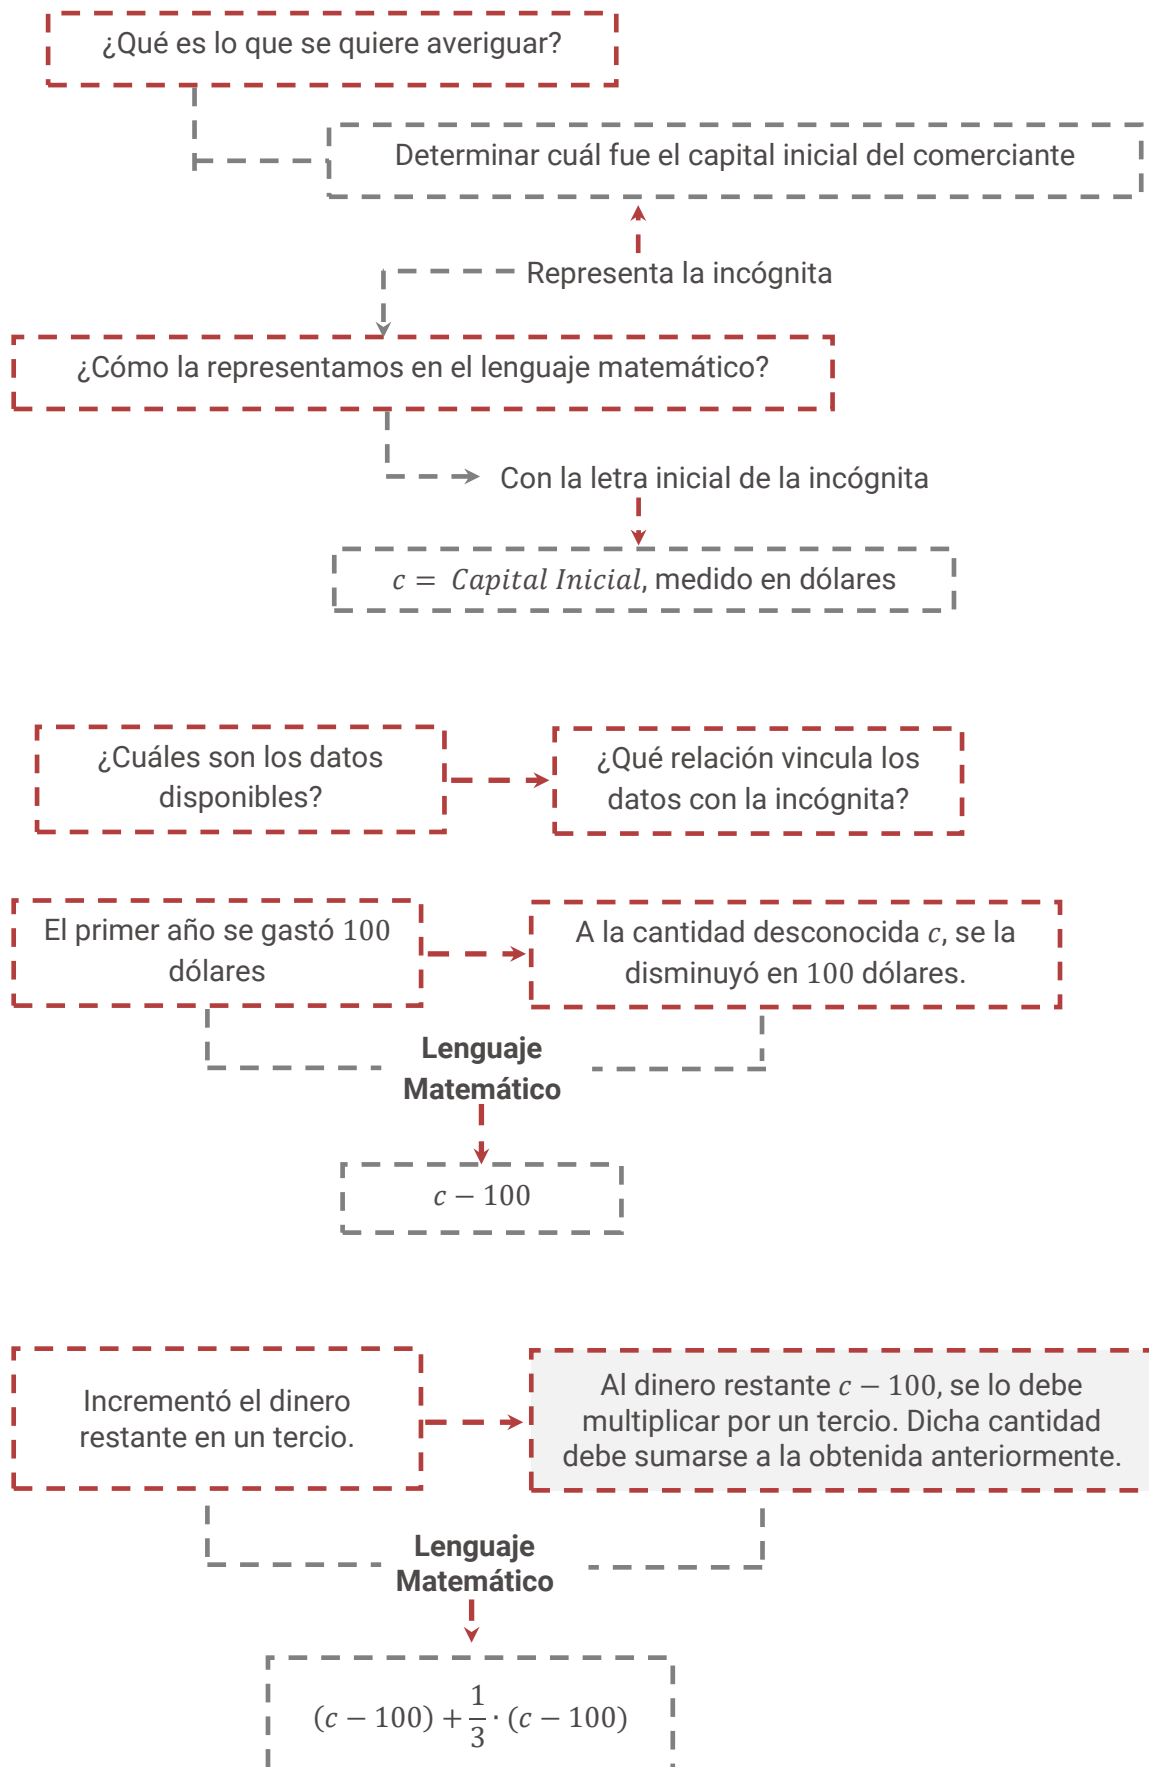 ¿Qué es lo que se quiere averiguar?
Determinar cuál fue el capital inicial del comerciante
Representa la incógnita
¿Cómo la representamos en el lenguaje matemático?
Con la letra inicial de la incógnita
c = Capital Inicial, medido en dólares
¿Cuáles son los datos
disponibles?
¿Qué relación vincula los
datos con la incógnita?
El primer año se gastó 100
dólares
A la cantidad desconocida c, se la
disminuyó en 100 dólares.
Lenguaje
Matemático
c − 100
Incrementó el dinero
restante en un tercio.
Al dinero restante c − 100, se lo debe
multiplicar por un tercio. Dicha cantidad
debe sumarse a la obtenida anteriormente.
Lenguaje
Matemático
(c − 100) + 1/3 · (c − 100)